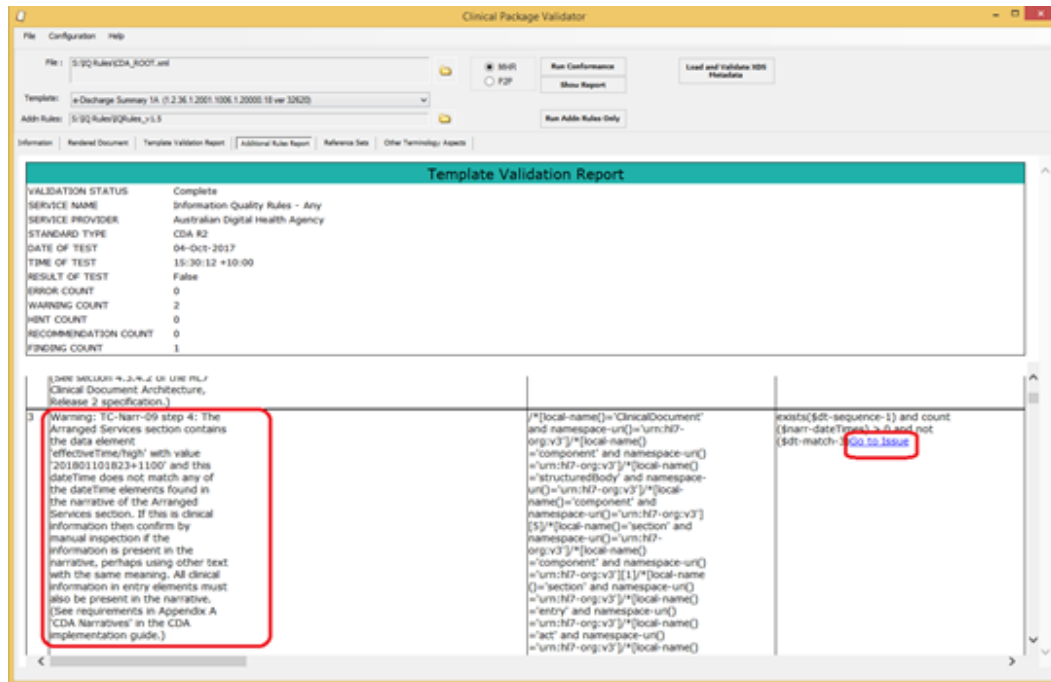 Clinical Package Validator
File Configuration Help
File : S:\IQ Rules\CDA_ROOT.xml
MHR
P2P
Run Conformance
Show Report
Load and Validate XDS Metadata
Template: e-Discharge Summary 1A (1.2.36.1.2001.1006.1.20000.18 ver 32620)
Addn Rules: S:\IQ Rules\IQRules_v1.5
Run Addn Rules Only
Information Rendered Document Template Validation Report Additional Rules Report Reference Sets Other Terminology Aspects
Template Validation Report
VALIDATION STATUS Complete
SERVICE NAME Information Quality Rules - Any
SERVICE PROVIDER Australian Digital Health Agency
STANDARD TYPE CDA R2
DATE OF TEST 04-Oct-2017
TIME OF TEST 15:30:12 +10:00
RESULT OF TEST False
ERROR COUNT 0
WARNING COUNT 2
HINT COUNT 0
RECOMMENDATION COUNT 0
FINDING COUNT 1
(See section 4.3.4.2 of the HL7
Clinical Document Architecture,
Release 2 specification.)
3
Warning: TC-Narr-09 step 4: The
Arranged Services section contains
the data element
'effectiveTime/high' with value
'201801101823+1100' and this
dateTime does not match any of
the dateTime elements found in
the narrative of the Arranged
Services section. If this is clinical
information then confirm by
manual inspection if the
information is present in the
narrative, perhaps using other text
with the same meaning. All clinical
information in entry elements must
also be present in the narrative.
(See requirements in Appendix A
'CDA Narratives' in the CDA
implementation guide.)
/*[local-name()='ClinicalDocument'
and namespace-uri()='urn:hl7-
org:v3']/*[local-name()
='component' and namespace-uri()
='urn:hl7-org:v3']/*[local-name()
='structuredBody' and namespace-
uri()='urn:hl7-org:v3']/*[local-
name()='component' and
namespace-uri()='urn:hl7-org:v3']
[5]/*[local-name()='section' and
namespace-uri()='urn:hl7-
org:v3']/*[local-name()
='component' and namespace-uri()
='urn:hl7-org:v3'][1]/*[local-name
()='section' and namespace-uri()
='urn:hl7-org:v3']/*[local-name()
='entry' and namespace-uri()
='urn:hl7-org:v3']/*[local-name()
='act' and namespace-uri()
='urn:hl7-org:v3']/*[local-name()
exists($dt-sequence-1) and count
($narr-dateTimes) > 0 and not
($dt-match-1)Go to Issue